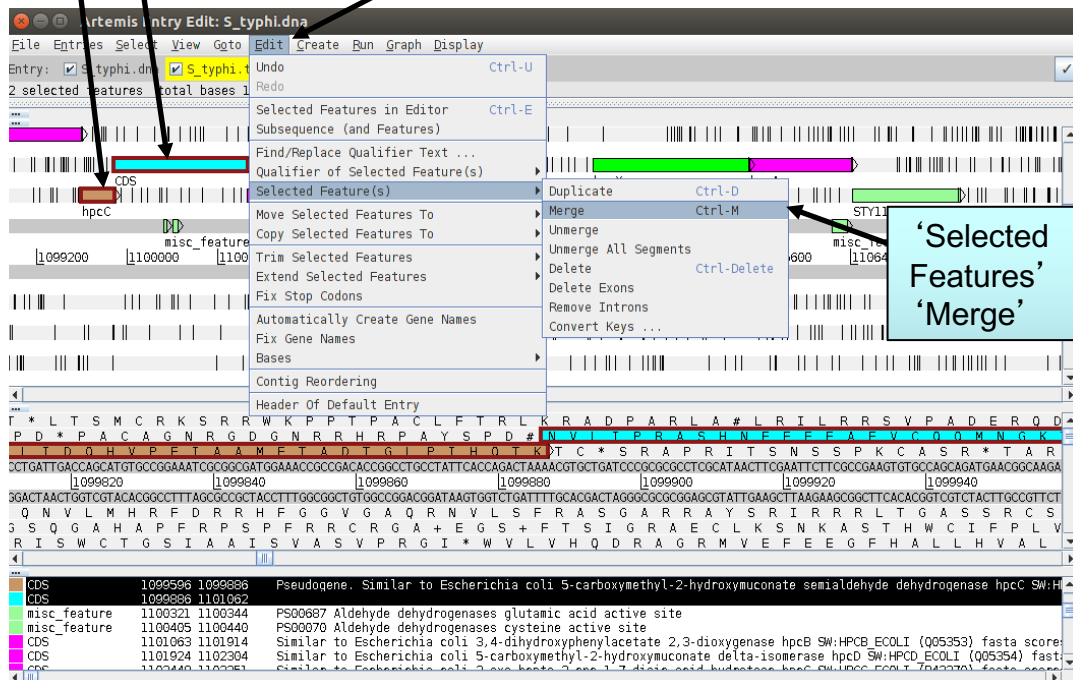 Artemis Entry Edit: S_typhi.dna
File Entries Select View Goto Edit Create Run Graph Display
Entry: S_typhi.dna S_typhi.t
2 selected features total bases 1
Undo Ctrl-U
Redo
Selected Features in Editor Ctrl-E
Subsequence (and Features)
Find/Replace Qualifier Text ...
Qualifier of Selected Feature(s)
Selected Feature(s)
Move Selected Features To
Copy Selected Features To
Trim Selected Features
Extend Selected Features
Fix Stop Codons
Automatically Create Gene Names
Fix Gene Names
Bases
Contig Reordering
Header Of Default Entry
Duplicate Ctrl-D
Merge Ctrl-M
Unmerge
Unmerge All Segments
Delete Ctrl-Delete
Delete Exons
Remove Introns
Convert Keys ...
‘Selected
Features’
‘Merge’
CDS
hpcC
STY11
misc_feature
1099200 1100000 1100 600 11064
T * L T S M C R K S R R W K P P T P A C L F T R L K R A D P A R L A # L R I L R R S V P A D E R Q D
P D * P A C A G N R G D G N R R H R P A Y S P D # N V L I P R A S H N F E F F A E V C Q Q M N G K
L I D Q H V P E I A A M E T A D T G L P I H Q T K T C * S R A P R I T S N S S P K C A S R * T A R
CCTGATTGACCAGCATGTGCCGGAAATCGCGGCGATGGAAACCGCCGACACCGGCCTGCCTATTCACCAGACTAAAACGTGCTGATCCCGCGCGCCTCGCATAACTTCGAATTCTTCGCCGAAGTGTGCCAGCAGATGAACGGCAAGA
1099820 1099840 1099860 1099880 1099900 1099920 1099940
GGACTAACTGGTCGTACACGGCCTTTAGCGCCGCTACCTTTGGCGGCTGTGGCCGGACGGATAAGTGGTCTGATTTTGCACGACTAGGGCGCGCGGAGCGTATTGAAGCTTAAGAAGCGGCTTCACACGGTCGTCTACTTGCCGTTCT
Q N V L M H R F D R R H F G G V G A Q R N V L S F R A S G A R R A Y S R I R R R L T G A S S R C S
G S Q G A H A P F R P S P F R R C R G A + E G S + F T S I G R A E C L K S N K A S T H W C I F P L V
R I S W C T G S I A A I S V A S V P R G I * W V L V H Q D R A G R M V E F E E G F H A L L H V A L
CDS 1099596 1099886 Pseudogene. Similar to Escherichia coli 5-carboxymethyl-2-hydroxymuconate semialdehyde dehydrogenase hpcC SW:H
CDS 1099886 1101062
misc_feature 1100321 1100344 PS00687 Aldehyde dehydrogenases glutamic acid active site
misc_feature 1100405 1100440 PS00070 Aldehyde dehydrogenases cysteine active site
CDS 1101063 1101914 Similar to Escherichia coli 3,4-dihydroxyphenylacetate 2,3-dioxygenase hpcB SW:HPCB_ECOLI (Q05353) fasta score:
CDS 1101924 1102304 Similar to Escherichia coli 5-carboxymethyl-2-hydroxymuconate delta-isomerase hpcD SW:HPCD_ECOLI (Q05354) fast